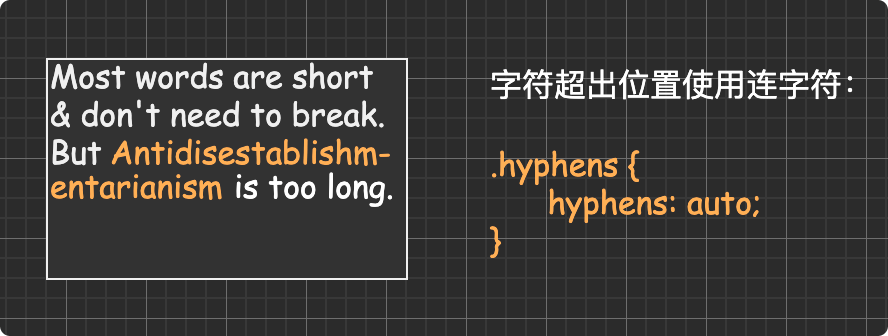 Most words are short
& don't need to break.
But Antidisestablishm-
entarianism is too long.
字符超出位置使用连字符：
.hyphens {
hyphens: auto;
}